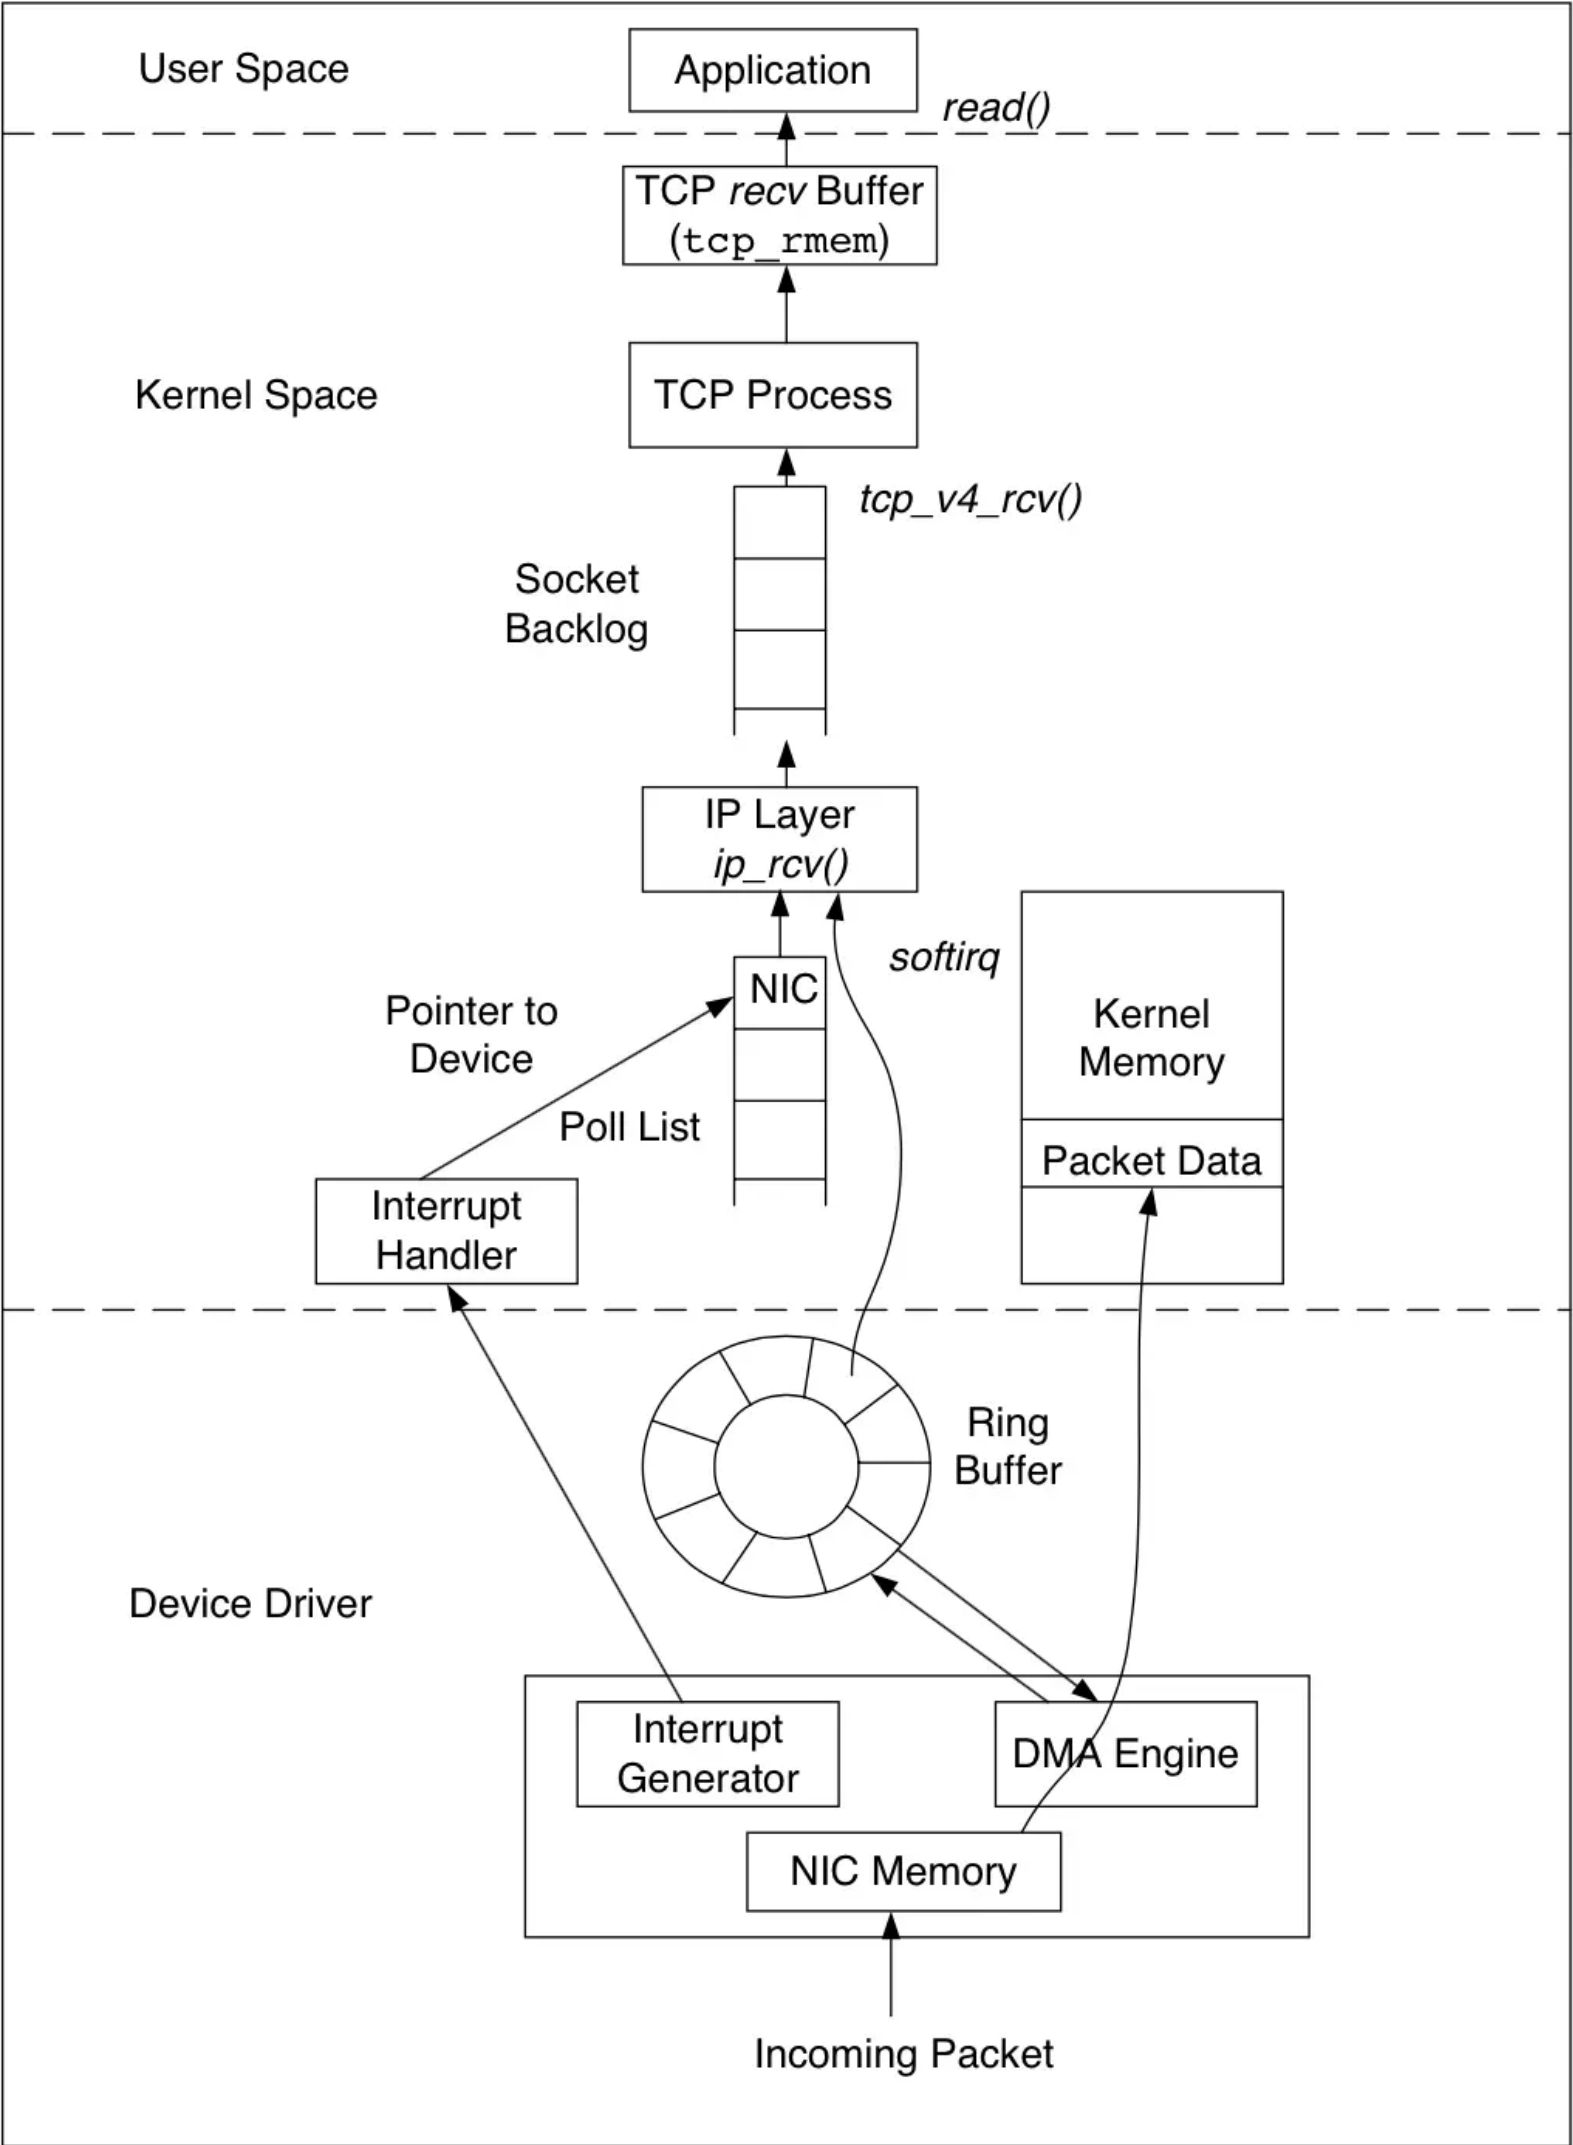 User Space
Application
read()
TCP recv Buffer
(tcp_rmem)
Kernel Space
TCP Process
tcp_v4_rcv()
Socket
Backlog
IP Layer
ip_rcv()
softirq
NIC
Pointer to
Device
Kernel
Memory
Poll List
Packet Data
Interrupt
Handler
Ring
Buffer
Device Driver
Interrupt
Generator
DMA Engine
NIC Memory
Incoming Packet